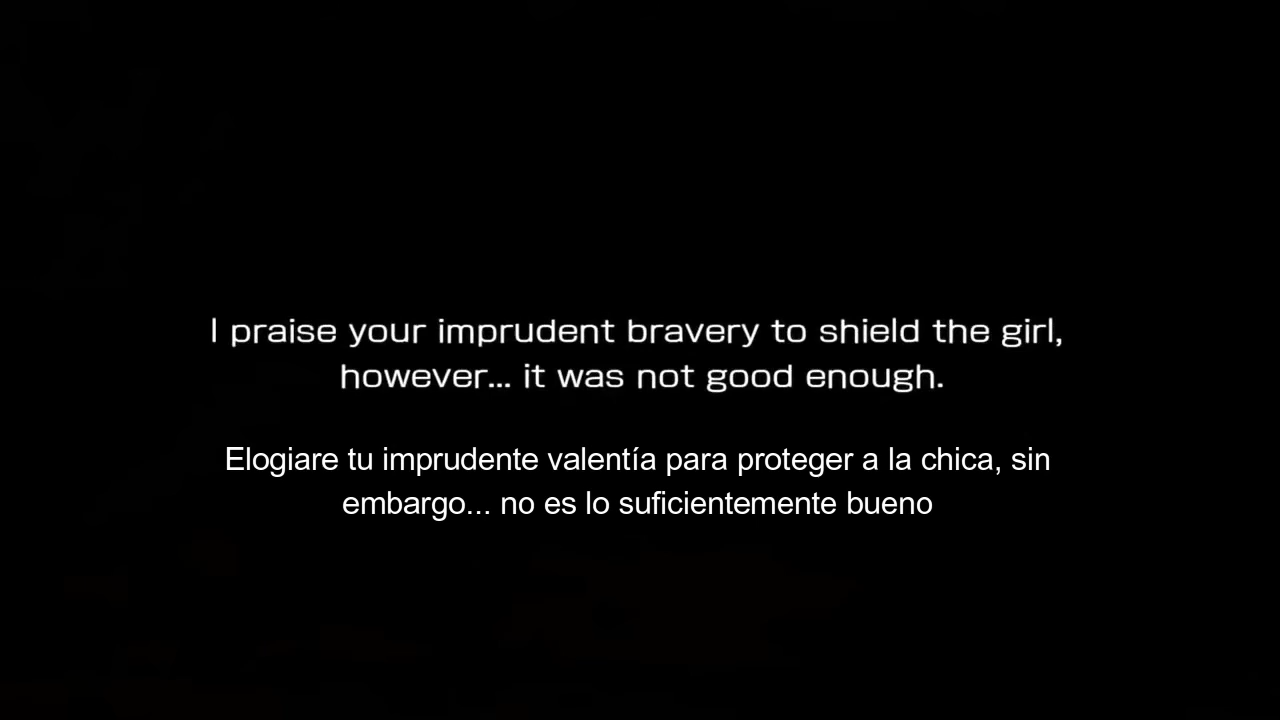 I praise your imprudent bravery to shield the girl,
however... it was not good enough.
Elogiare tu imprudente valentía para proteger a la chica, sin
embargo... no es lo suficientemente bueno